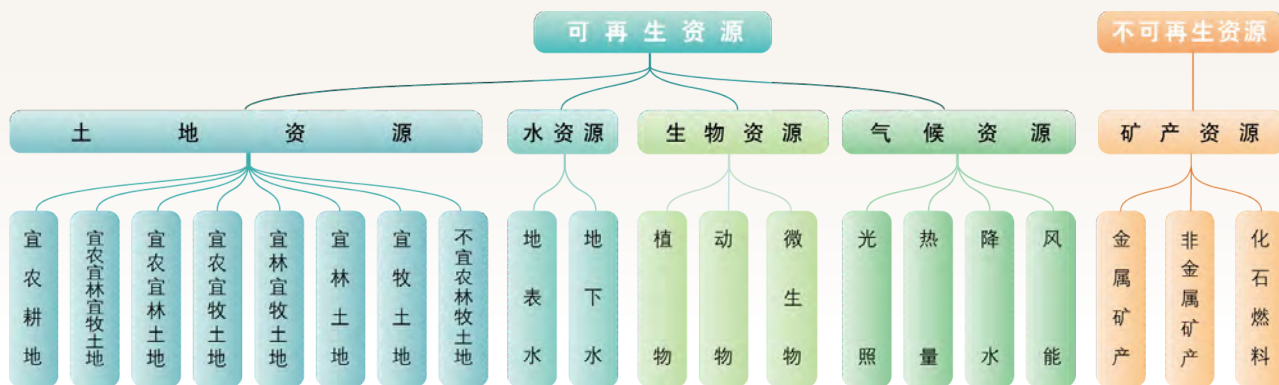 可再生资源
不可再生资源
土地资源
水资源
生物资源
气候资源
矿产资源
宜农耕地
宜农宜林宜牧土地
宜农宜林土地
宜农宜牧土地
宜林宜牧土地
宜林土地
宜牧土地
不宜农林牧土地
地表水
地下水
植物
动物
微生物
光照
热量
降水
风能
金属矿产
非金属矿产
化石燃料